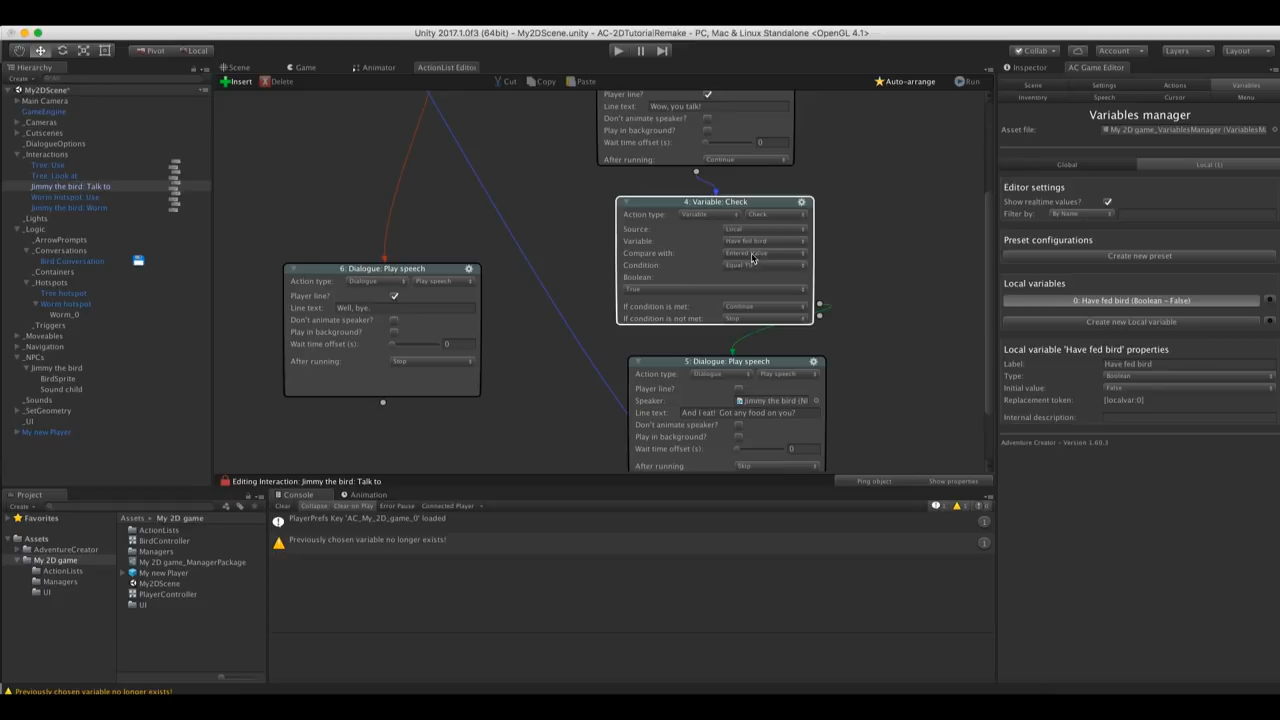 Unity 2017.1.0f3 (64bit) - My2DScene.unity - AC-2DTutorialRemake - PC, Mac & Linux Standalone <OpenGL 4.1>
Pivot Local
Collab Account Layers Layout
Hierarchy
Create
My2DScene*
Main Camera
GameEngine
_Cameras
_Cutscenes
_DialogueOptions
_Interactions
Tree: Use
Tree: Look at
Jimmy the bird: Talk to
Worm hotspot: Use
Jimmy the bird: Worm
_Lights
_Logic
_ArrowPrompts
_Conversations
Bird Conversation
_Containers
_Hotspots
Tree hotspot
Worm hotspot
Worm_0
_Triggers
_Moveables
_Navigation
_NPCs
Jimmy the bird
BirdSprite
Sound child
_Sounds
_SetGeometry
_UI
My new Player
Scene Game Animator ActionList Editor
Insert Delete Cut Copy Paste Auto-arrange Run
Player line?
Line text: Wow, you talk!
Don't animate speaker?
Play in background?
Wait time offset (s): 0
After running: Continue
4: Variable: Check
Action type: Variable Check
Source: Local
Variable: Have fed bird
Compare with: Entered Value
Condition: Equal To
Boolean:
True
If condition is met: Continue
If condition is not met: Stop
6: Dialogue: Play speech
Action type: Dialogue Play speech
Player line?
Line text: Well, bye.
Don't animate speaker?
Play in background?
Wait time offset (s): 0
After running: Stop
5: Dialogue: Play speech
Action type: Dialogue Play speech
Player line?
Speaker: Jimmy the bird (N
Line text: And I eat! Got any food on you?
Don't animate speaker?
Play in background?
Wait time offset (s): 0
After running: Skip
Editing Interaction: Jimmy the bird: Talk to Ping object Show properties
Project
Create
Favorites
Assets
AdventureCreator
My 2D game
ActionLists
Managers
UI
Assets My 2D game
ActionLists
BirdController
Managers
My 2D game_ManagerPackage
My new Player
My2DScene
PlayerController
UI
Console Animation
Clear Collapse Clear on Play Error Pause Connected Player
PlayerPrefs Key 'AC_My_2D_game_0' loaded 1
Previously chosen variable no longer exists! 1
Previously chosen variable no longer exists!
Inspector AC Game Editor
Scene Settings Actions Variables
Inventory Speech Cursor Menu
Variables manager
Asset file: My 2D game_VariablesManager (VariablesM
Global Local (1)
Editor settings
Show realtime values?
Filter by: By Name
Preset configurations
Create new preset
Local variables
0: Have fed bird (Boolean - False)
Create new Local variable
Local variable 'Have fed bird' properties
Label: Have fed bird
Type: Boolean
Initial value: False
Replacement token: [localvar:0]
Internal description:
Adventure Creator - Version 1.60.3